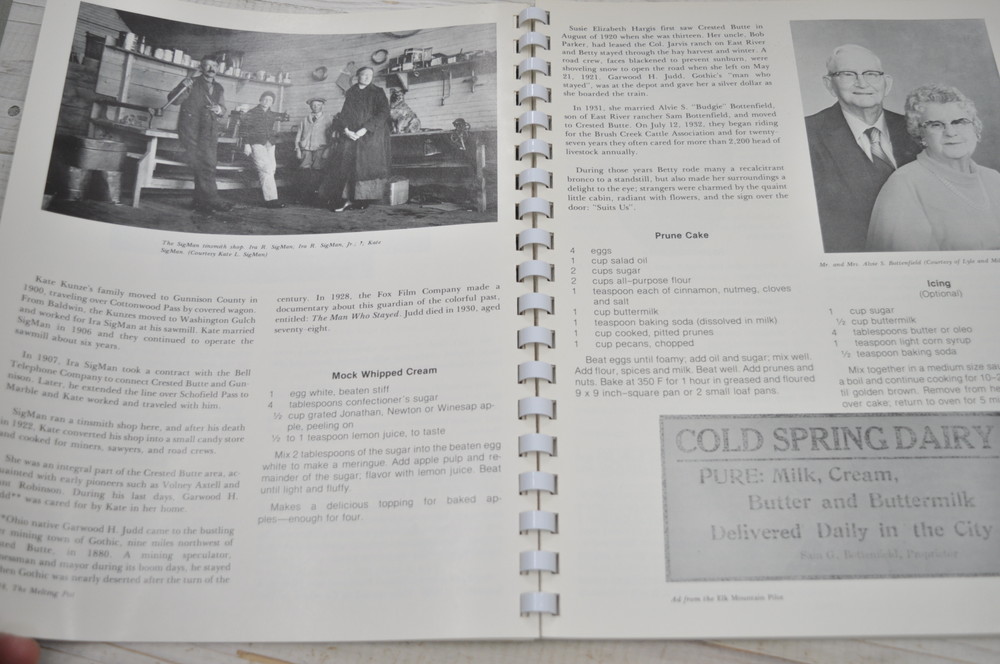 The SigMan tinsmith shop. Ira R. SigMan, Ira B. SigMan, Jr., ?, Kate
SigMan. (Courtesy Kate L. SigMan)
Kate Kunze's family moved to Gunnison County in
1900, traveling over Cottonwood Pass by covered wagon.
From Baldwin, the Kunzes moved to Washington Gulch
and worked for Ira SigMan at his sawmill. Kate married
SigMan in 1906 and they continued to operate the
sawmill about six years.
In 1907, Ira SigMan took a contract with the Bell
Telephone Company to connect Crested Butte and Gun-
nison. Later, he extended the line over Schofield Pass to
Marble and Kate worked and traveled with him.
SigMan ran a tinsmith shop here, and after his death
in 1922, Kate converted his shop into a small candy store
and cooked for miners, sawyers, and road crews.
She was an integral part of the Crested Butte area, ac-
uainted with early pioneers such as Volney Axtell and
Robinson. During his last days, Garwood H.
dd** was cared for by Kate in her home.
*Ohio native Garwood H. Judd came to the bustling
mining town of Gothic, nine miles northwest of
ted Butte, in 1880. A mining speculator,
essman and mayor during its boom days, he stayed
hen Gothic was nearly deserted after the turn of the
The Melting Pot
century. In 1928, the Fox Film Company made a
documentary about this guardian of the colorful past,
entitled: The Man Who Stayed. Judd died in 1930, aged
seventy-eight.
Mock Whipped Cream
1 egg white, beaten stiff
4 tablespoons confectioner's sugar
½ cup grated Jonathan, Newton or Winesap ap-
ple, peeling on
½ to 1 teaspoon lemon juice, to taste
Mix 2 tablespoons of the sugar into the beaten egg
white to make a meringue. Add apple pulp and re-
mainder of the sugar; flavor with lemon juice. Beat
until light and fluffy.
Makes a delicious topping for baked ap-
ples—enough for four.
Susie Elizabeth Hargis first saw Crested Butte in
August of 1920 when she was thirteen. Her uncle, Bob
Parker, had leased the Col. Jarvis ranch on East River
and Betty stayed through the hay harvest and winter. A
road crew, faces blackened to prevent sunburn, were
shoveling snow to open the road when she left on May
21, 1921. Garwood H. Judd, Gothic's "man who
stayed", was at the depot and gave her a silver dollar as
she boarded the train.
In 1931, she married Alvie S. "Budgie" Bottenfield,
son of East River rancher Sam Bottenfield, and moved
to Crested Butte. On July 12, 1932, they began riding
for the Brush Creek Cattle Association and for twenty-
seven years they often cared for more than 2,200 head of
livestock annually.
During those years Betty rode many a recalcitrant
bronco to a standstill, but also made her surroundings a
delight to the eye; strangers were charmed by the quaint
little cabin, radiant with flowers, and the sign over the
door: "Suits Us".
Prune Cake
4 eggs
1 cup salad oil
2 cups sugar
2 cups all-purpose flour
1 teaspoon each of cinnamon, nutmeg, cloves
and salt
1 cup buttermilk
1 teaspoon baking soda (dissolved in milk)
1 cup cooked, pitted prunes
1 cup pecans, chopped
Beat eggs until foamy; add oil and sugar; mix well.
Add flour, spices and milk. Beat well. Add prunes and
nuts. Bake at 350 F for 1 hour in greased and floured
9 x 9 inch-square pan or 2 small loaf pans.
Mr. and Mrs. Alvie S. Bottenfield (Courtesy of Life and
Icing
(Optional)
1 cup sugar
½ cup buttermilk
4 tablespoons butter or oleo
1 teaspoon light corn syrup
½ teaspoon baking soda
Mix together in a medium size
a boil and continue cooking for 10-
til golden brown. Remove from
over cake; return to oven for 5
COLD SPRING DAIRY
PURE: Milk, Cream,
Butter and Buttermilk
Delivered Daily in the City
Sam G. Bottenfield, Proprietor
Ad from the Elk Mountain Pilot